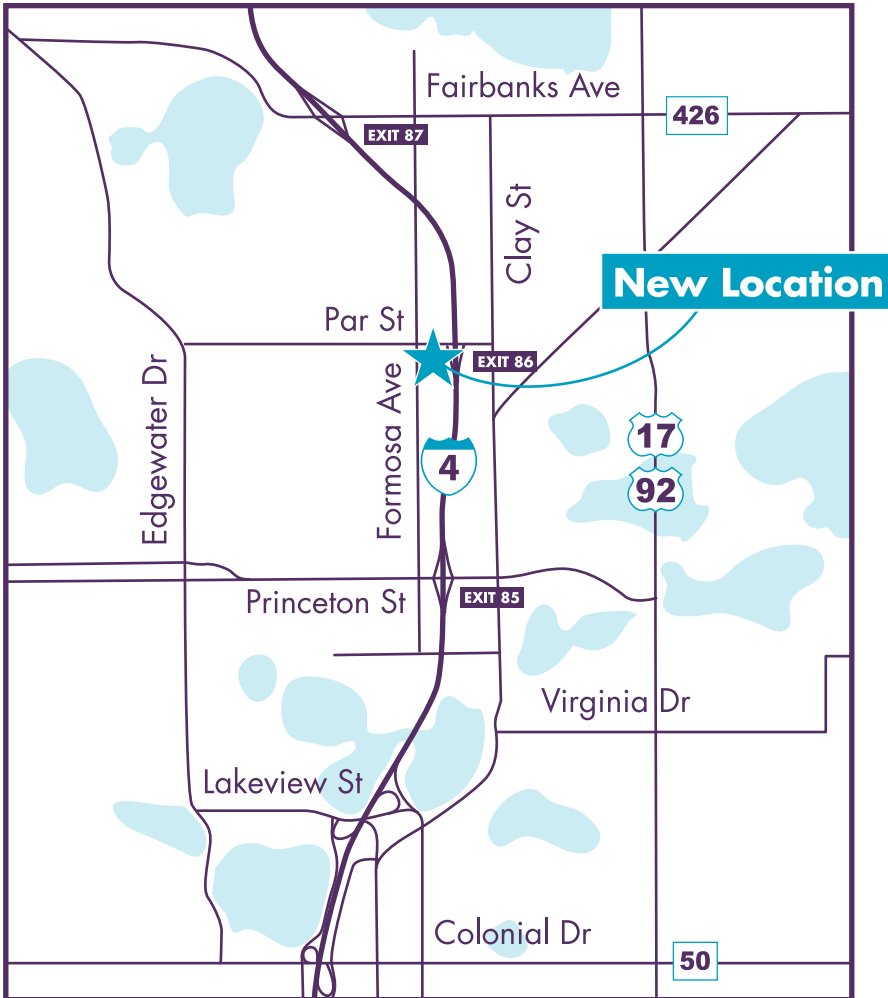 Fairbanks Ave
426
EXIT 87
Clay St
New Location
Par St
EXIT 86
Edgewater Dr
Formosa Ave
17
4
92
Princeton St
EXIT 85
Virginia Dr
Lakeview St
Colonial Dr
50